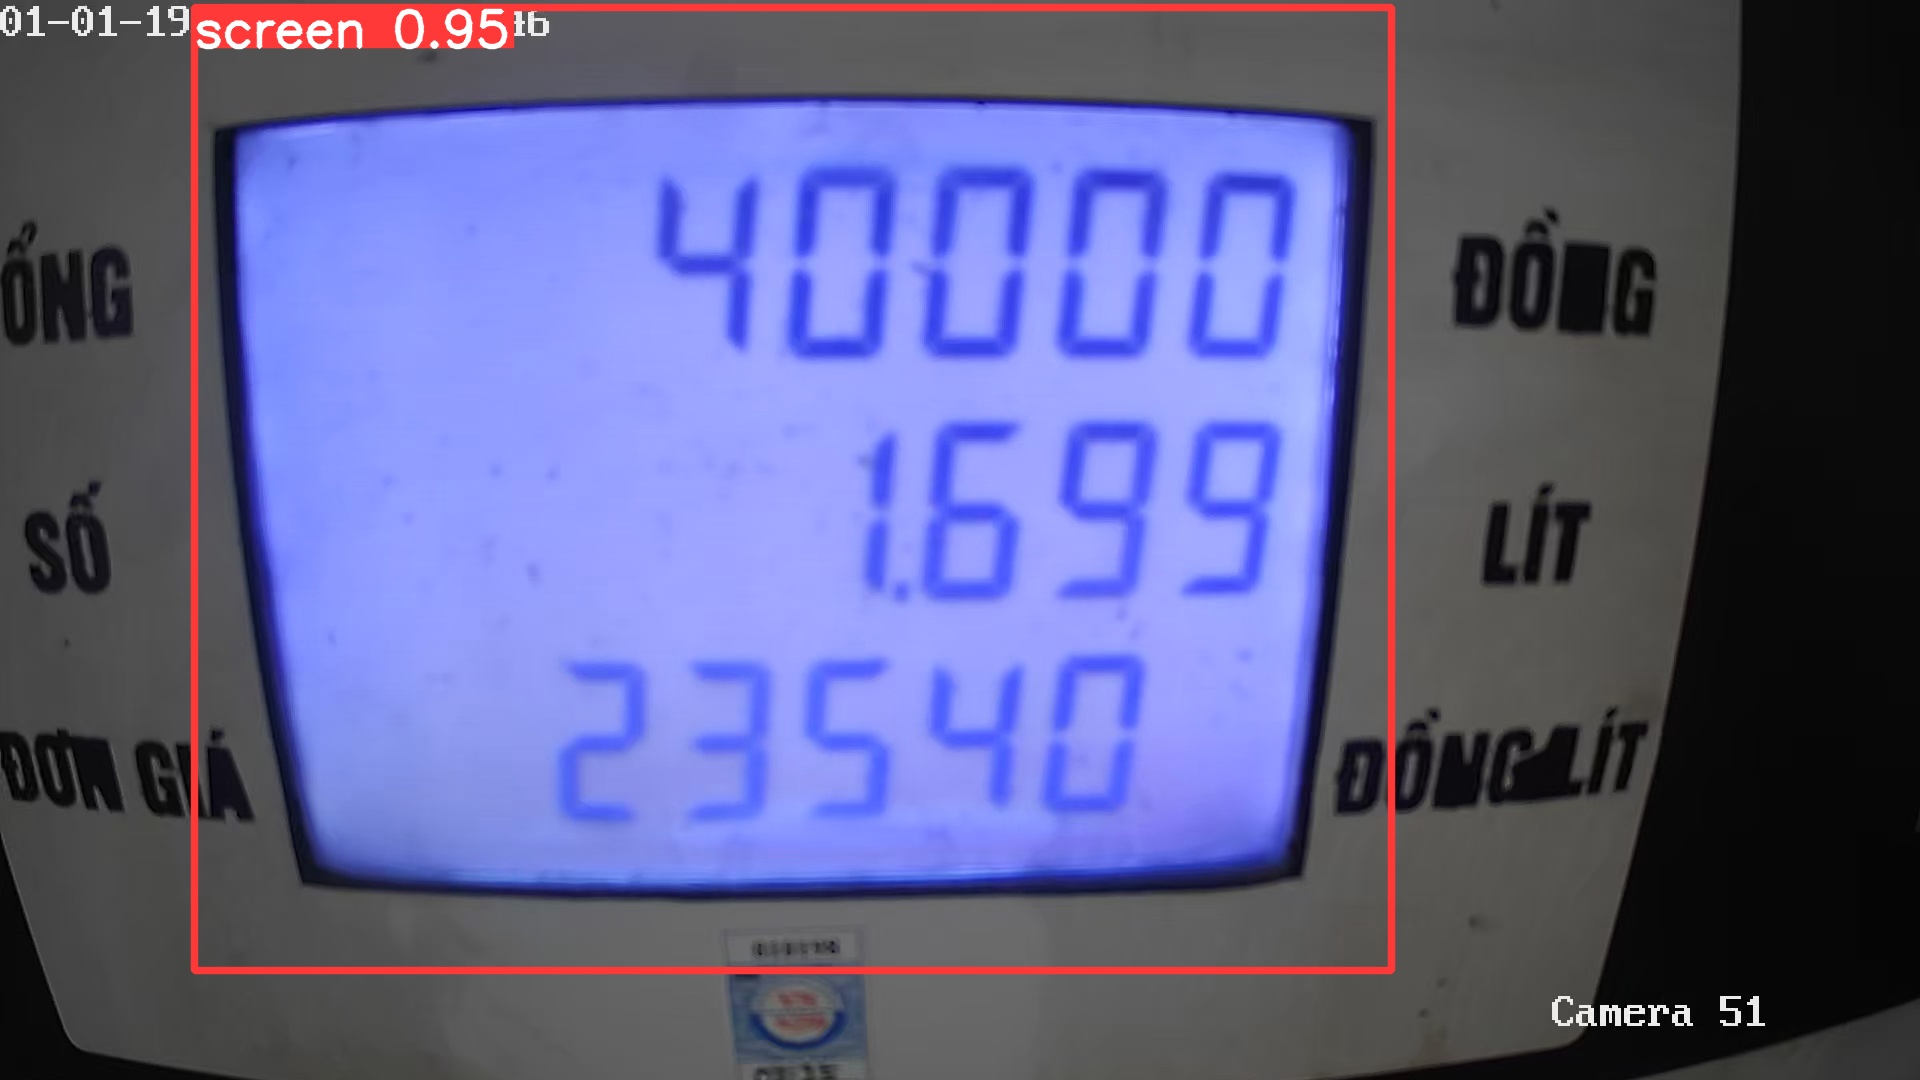 01-01-19
screen 0.95
46
40000
ỔNG
ĐỒNG
1.699
SỐ
LÍT
23540
ĐƠN GIÁ
ĐỒNG/LÍT
Camera 51